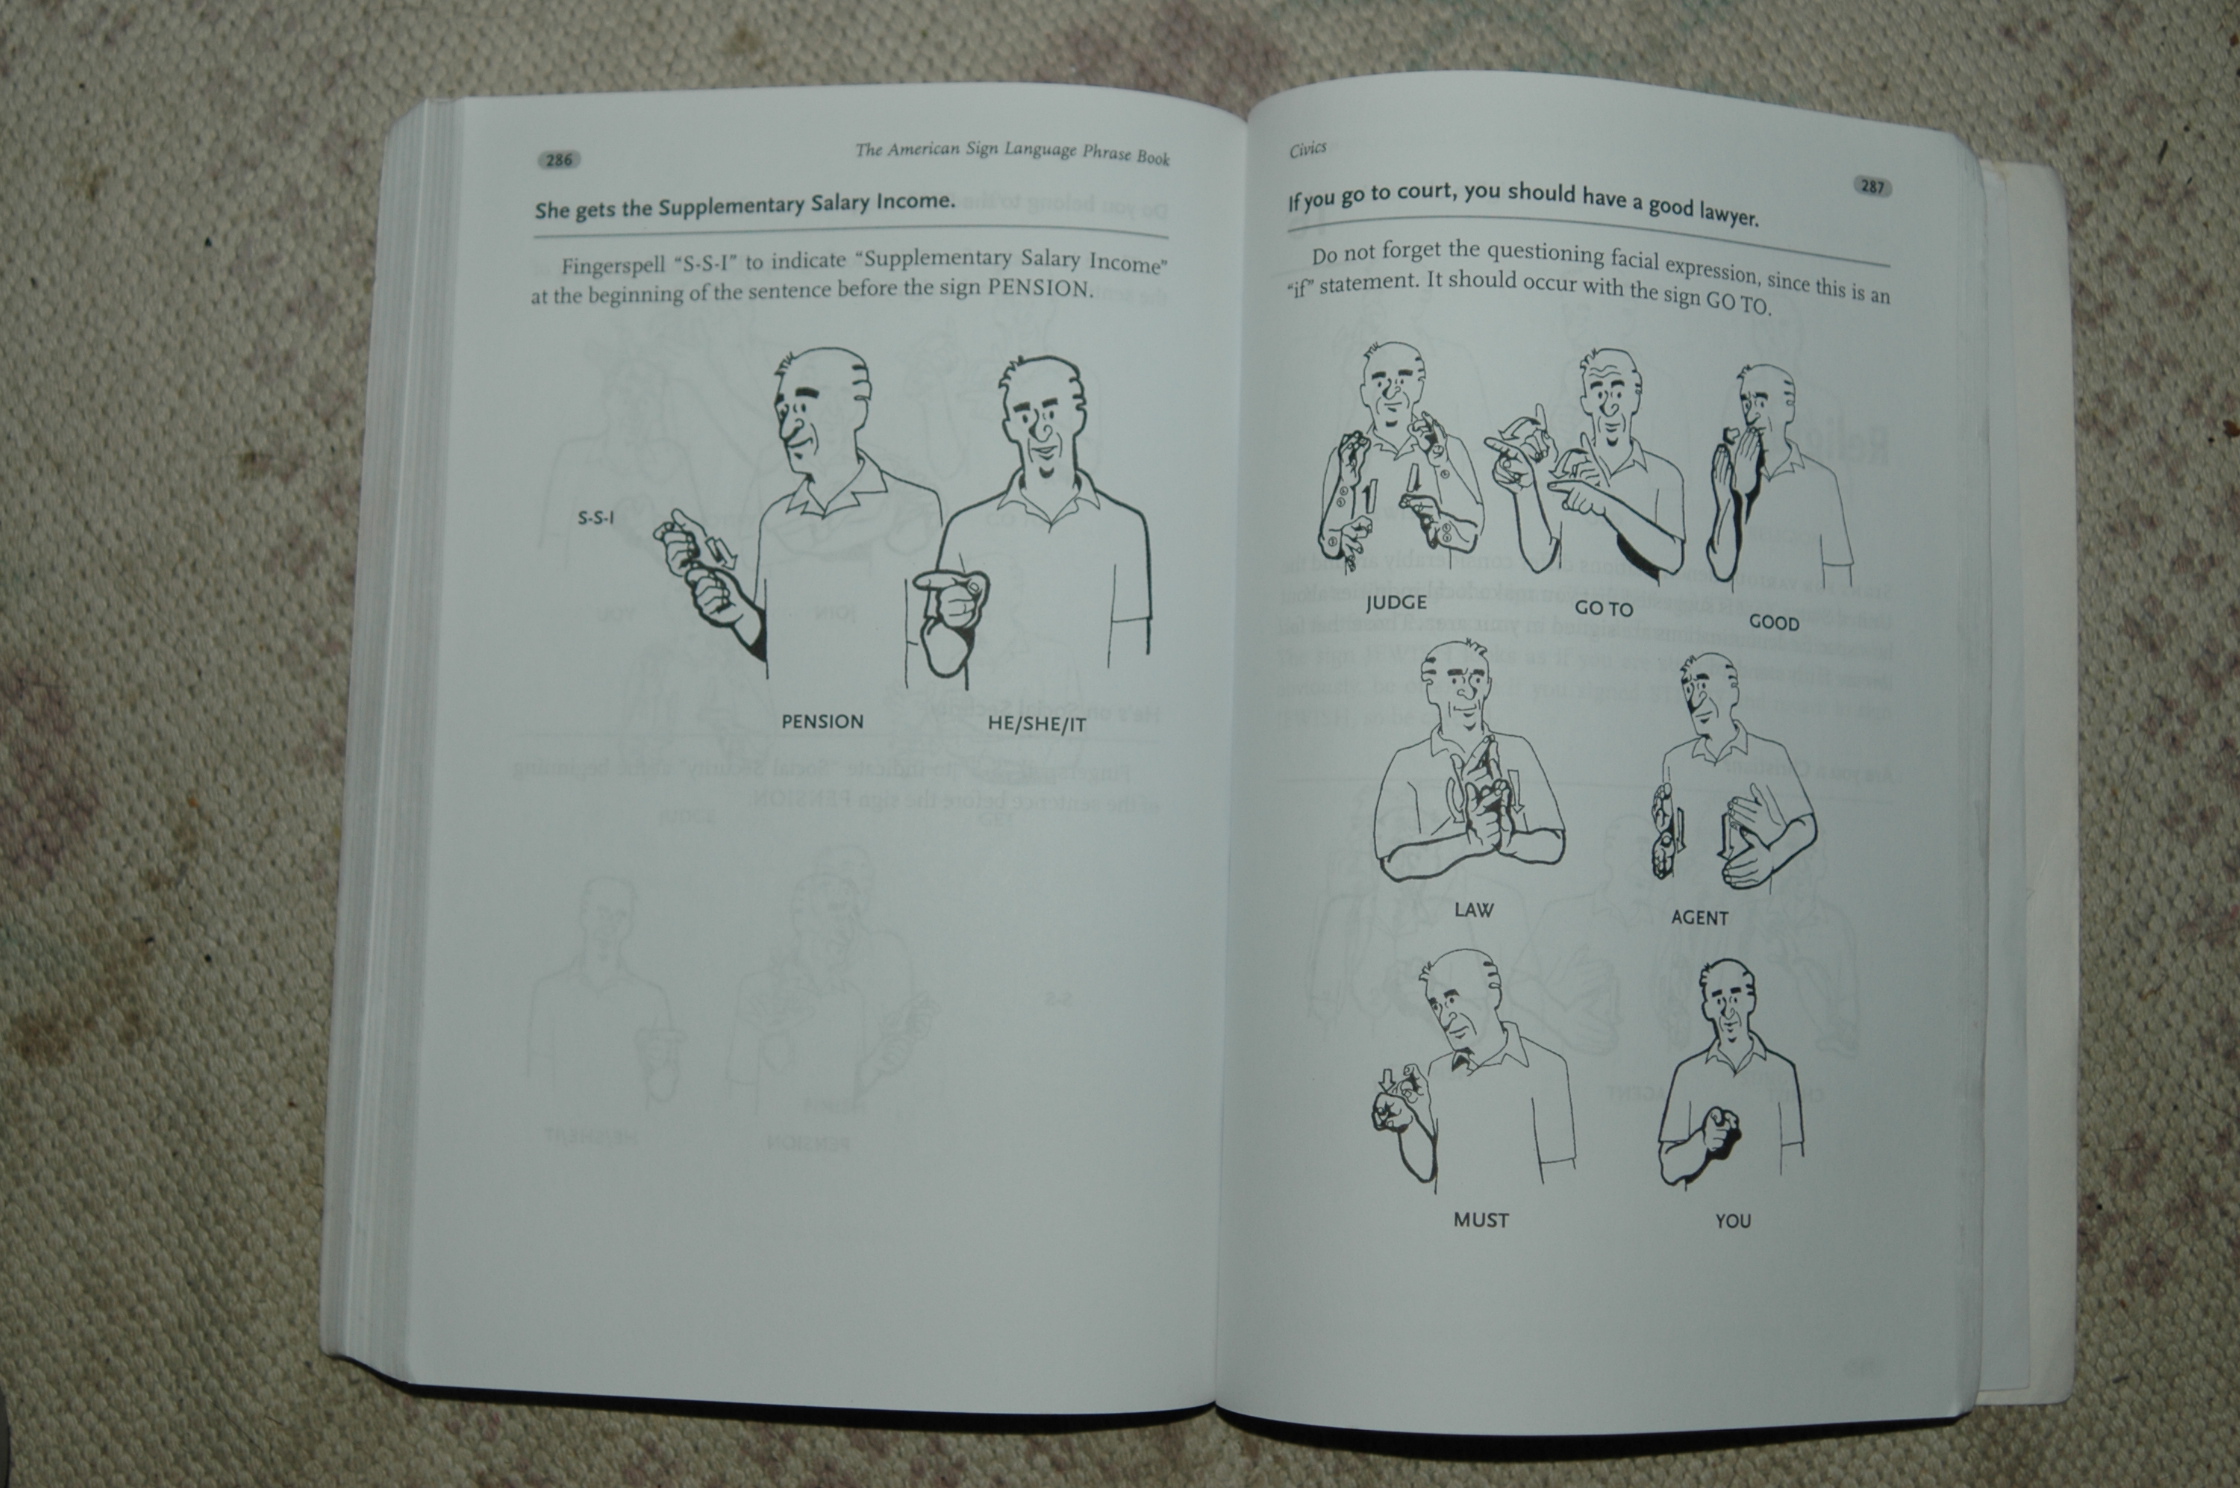 286
The American Sign Language Phrase Book
She gets the Supplementary Salary Income.
Fingerspell "S-S-I" to indicate "Supplementary Salary Income"
at the beginning of the sentence before the sign PENSION.
S-S-I
PENSION
HE/SHE/IT
Civics
287
If you go to court, you should have a good lawyer.
Do not forget the questioning facial expression, since this is an
"if" statement. It should occur with the sign GO TO.
JUDGE
GO TO
GOOD
LAW
AGENT
MUST
YOU